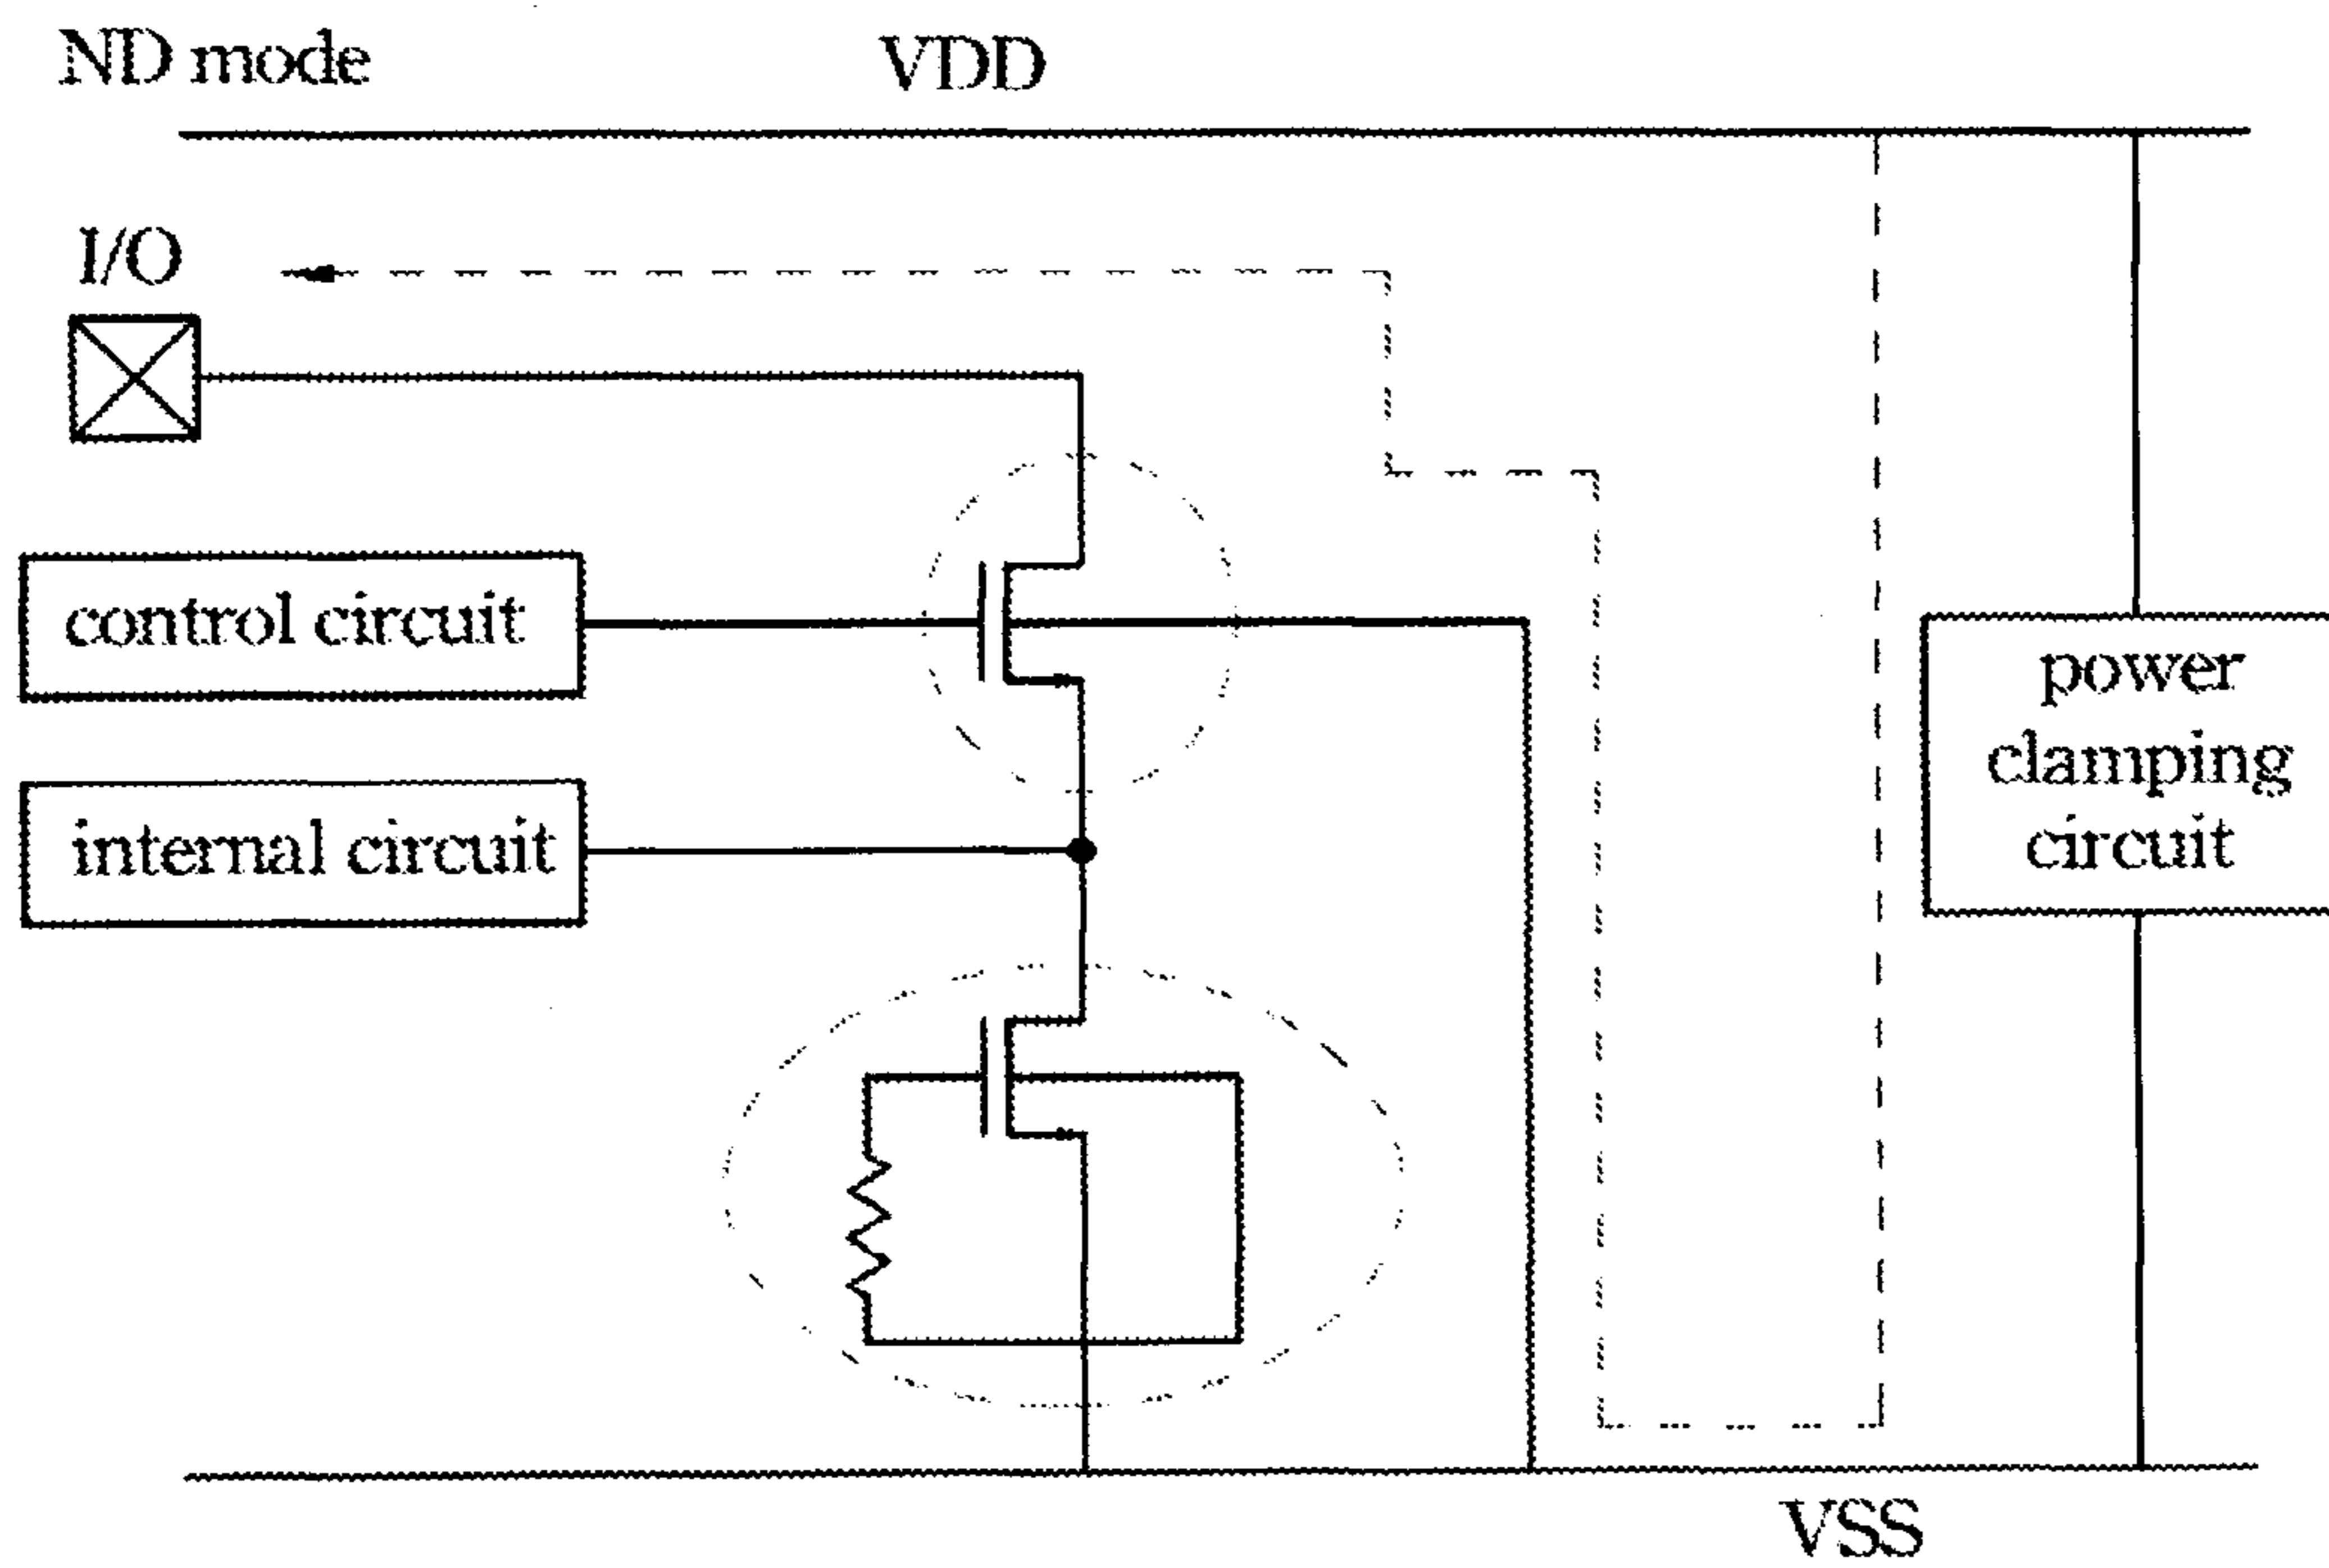 ND mode
VDD
I/O
control circuit
power
clamping
circuit
internal circuit
VSS